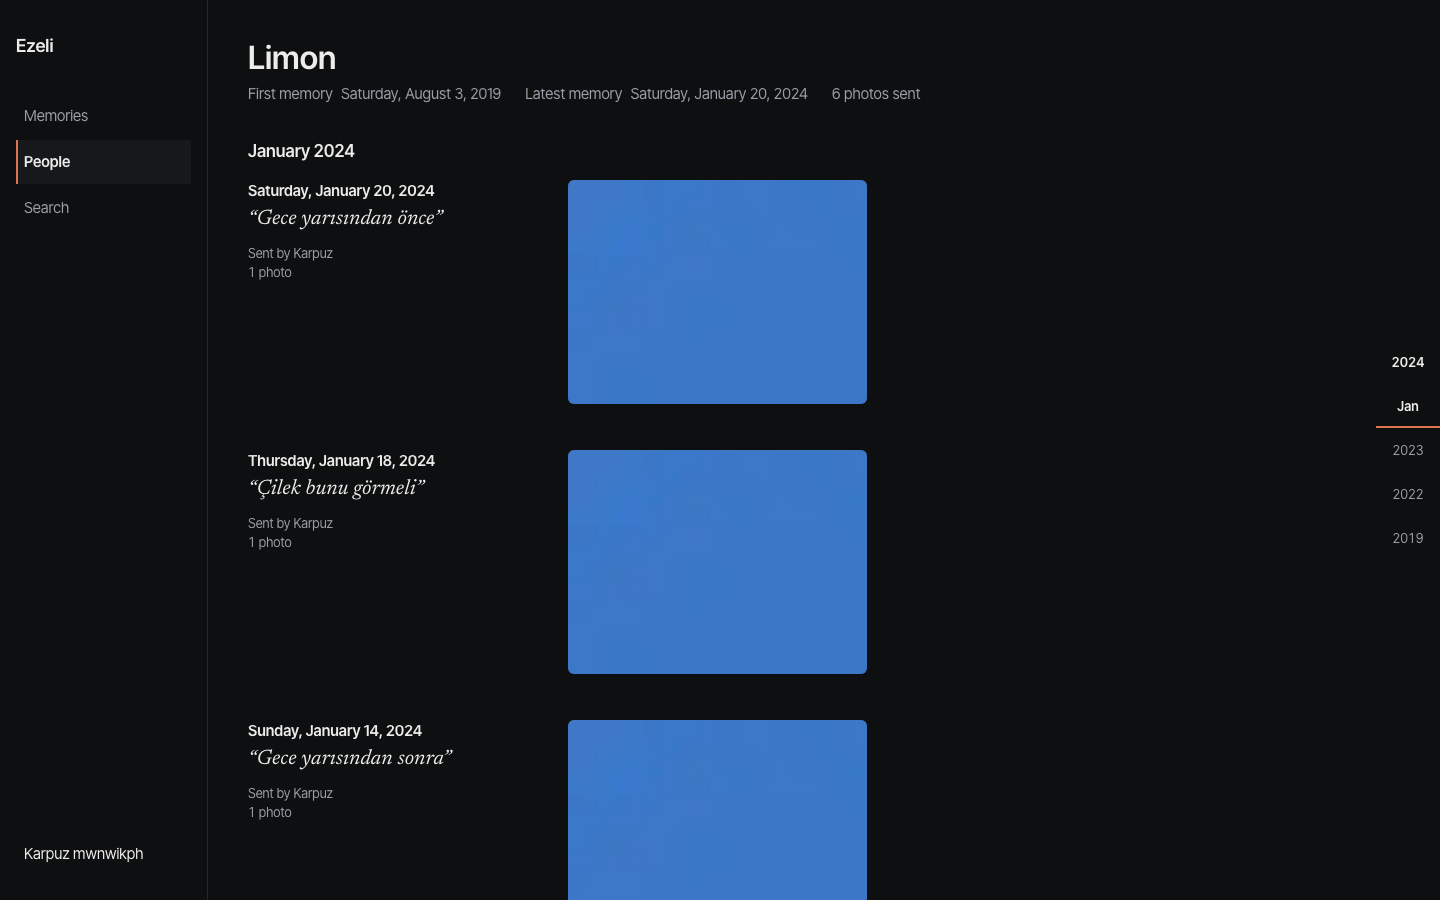 Ezeli
Memories
People
Search
Karpuz mwnwikph
Limon
First memory Saturday, August 3, 2019 Latest memory Saturday, January 20, 2024 6 photos sent
January 2024
Saturday, January 20, 2024
“Gece yarısından önce”
Sent by Karpuz
1 photo
Thursday, January 18, 2024
“Çilek bunu görmeli”
Sent by Karpuz
1 photo
Sunday, January 14, 2024
“Gece yarısından sonra”
Sent by Karpuz
1 photo
2024
Jan
2023
2022
2019